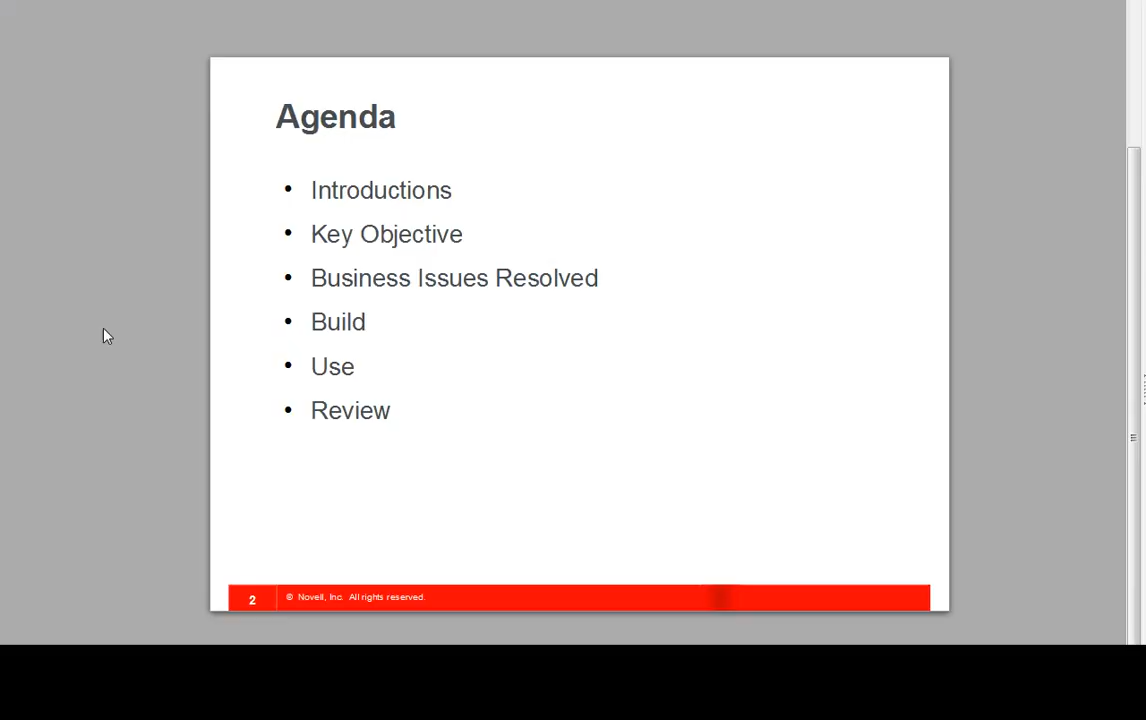 Agenda
• Introductions
• Key Objective
• Business Issues Resolved
• Build
• Use
• Review
2
© Novell, Inc. All rights reserved.